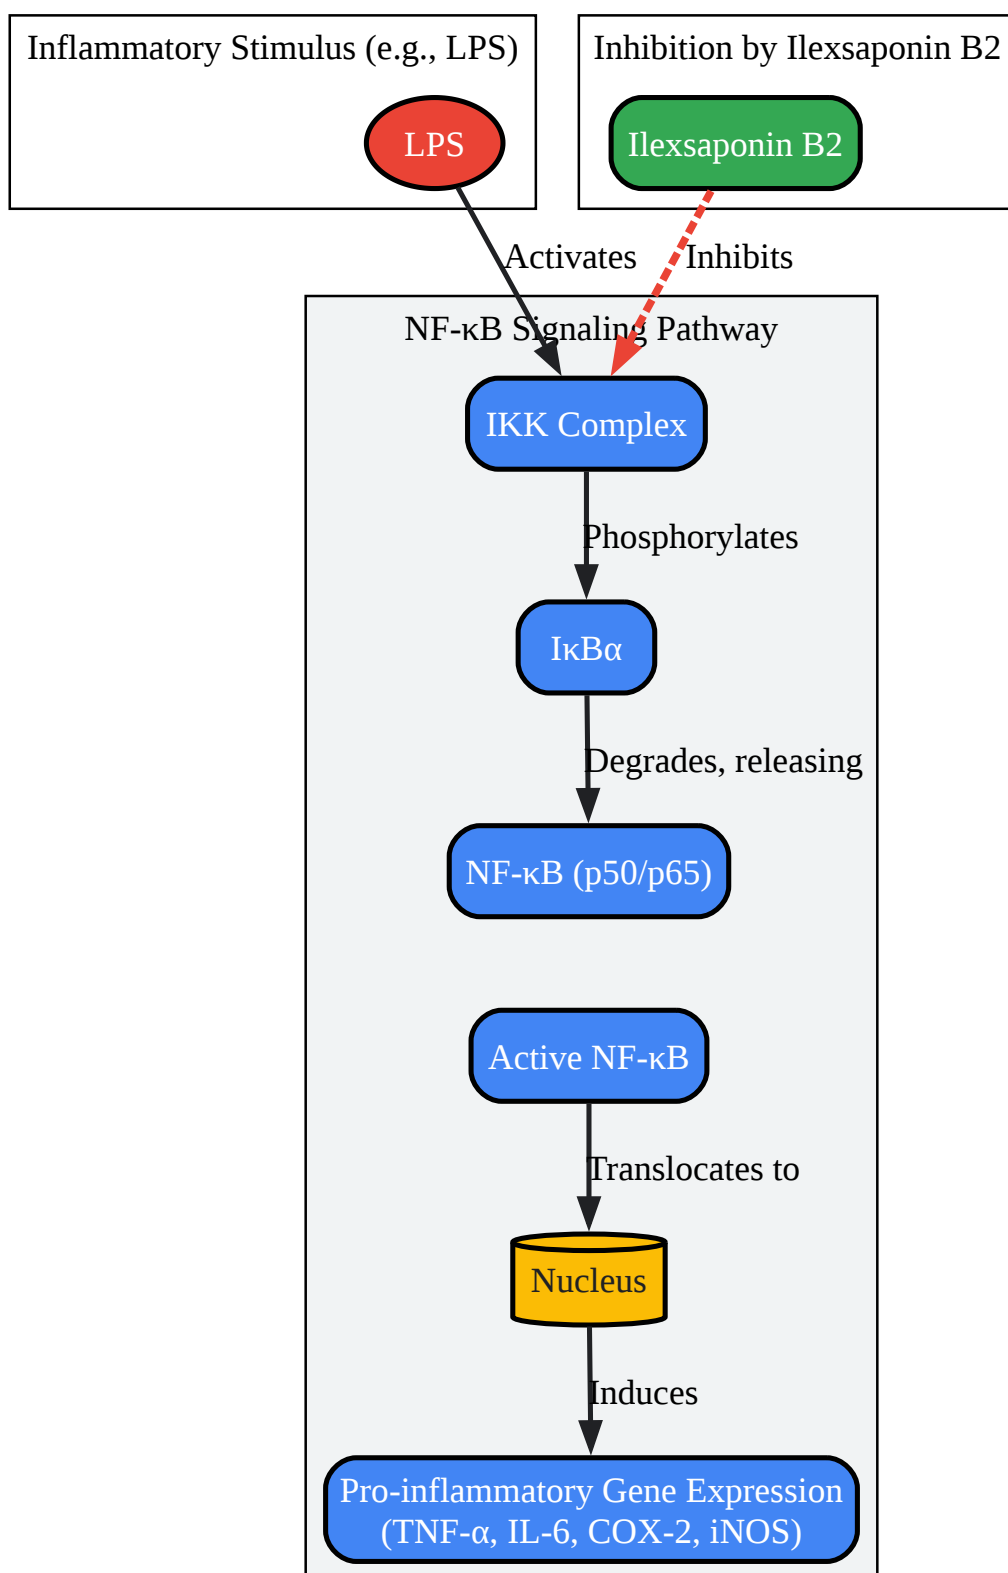 Inflammatory Stimulus (e.g., LPS)
Inhibition by Ilexsaponin B2
LPS
Ilexsaponin B2
Activates
Inhibits
NF-κB Signaling Pathway
IKK Complex
Phosphorylates
IκBα
Degrades, releasing
NF-κB (p50/p65)
Active NF-κB
Translocates to
Nucleus
Induces
Pro-inflammatory Gene Expression
(TNF-α, IL-6, COX-2, iNOS)